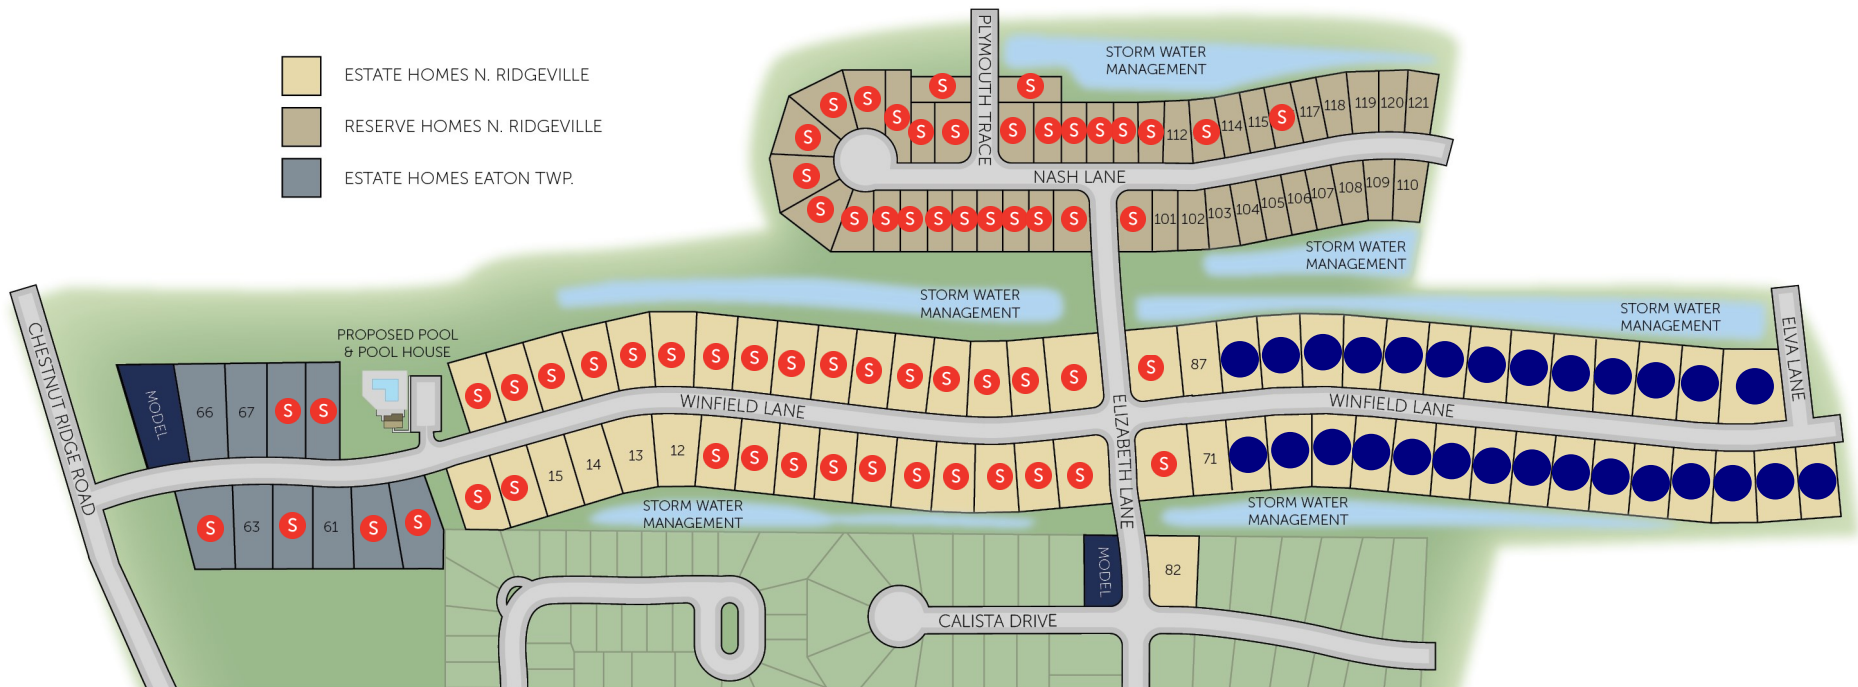 ESTATE HOMES N. RIDGEVILLE
RESERVE HOMES N. RIDGEVILLE
ESTATE HOMES EATON TWP.
PLYMOUTH TRACE
STORM WATER
MANAGEMENT
S S
S S S S S
S S S S S S S S 112 S 114 115 S 117 118 119 120 121
S
NASH LANE
S
S S S S S S S S S S S 101 102 103 104 105 106 107 108 109 110
STORM WATER
MANAGEMENT
STORM WATER
MANAGEMENT
STORM WATER
MANAGEMENT
CHESTNUT RIDGE ROAD
ELVA LANE
PROPOSED POOL
& POOL HOUSE
MODEL 66 67 S S
S S S S S S S S S S S S S S S S
S 87
WINFIELD LANE
WINFIELD LANE
ELIZABETH LANE
S S 15 14 13 12 S S S S S S S S S S
S 71
S 63 S 61 S S
STORM WATER
MANAGEMENT
STORM WATER
MANAGEMENT
MODEL
82
CALISTA DRIVE